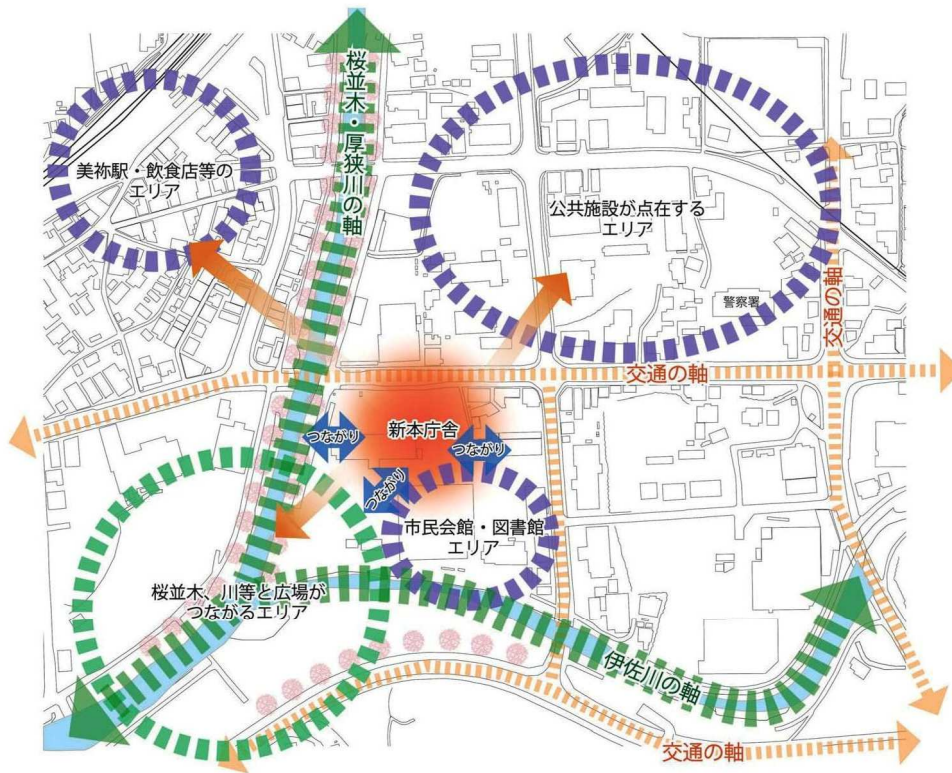 桜並木・厚狭川の軸
美祢駅・飲食店等の
エリア
公共施設が点在する
エリア
警察署
交通の軸
交通の軸
新本庁舎
つながり
つながり
つながり
市民会館・図書館
エリア
桜並木、川等と広場が
つながるエリア
伊佐川の軸
交通の軸